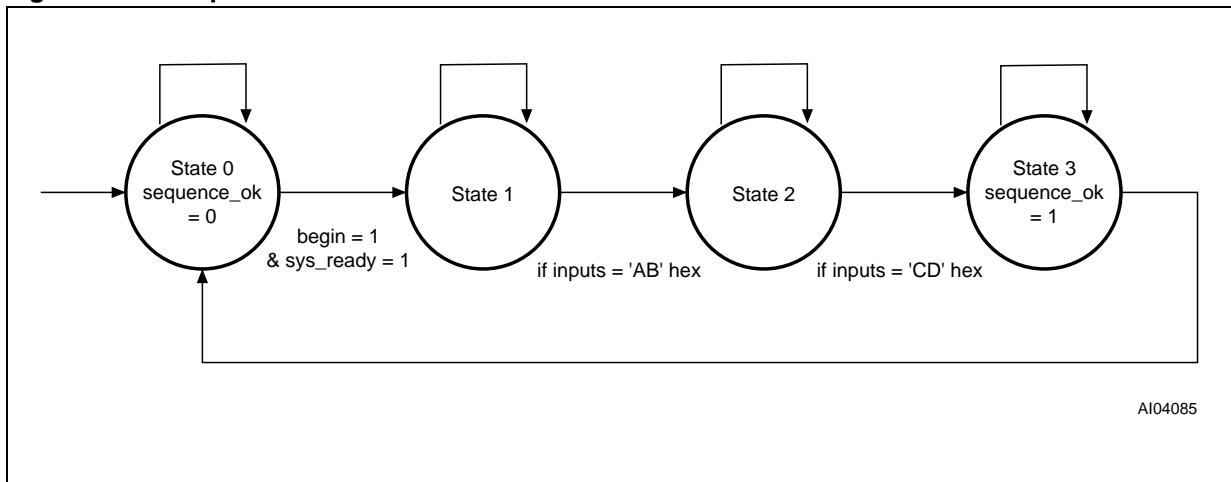 State 0
sequence_ok
= 0
begin = 1
& sys_ready = 1
State 1
if inputs = 'AB' hex
State 2
if inputs = 'CD' hex
State 3
sequence_ok
= 1
AI04085